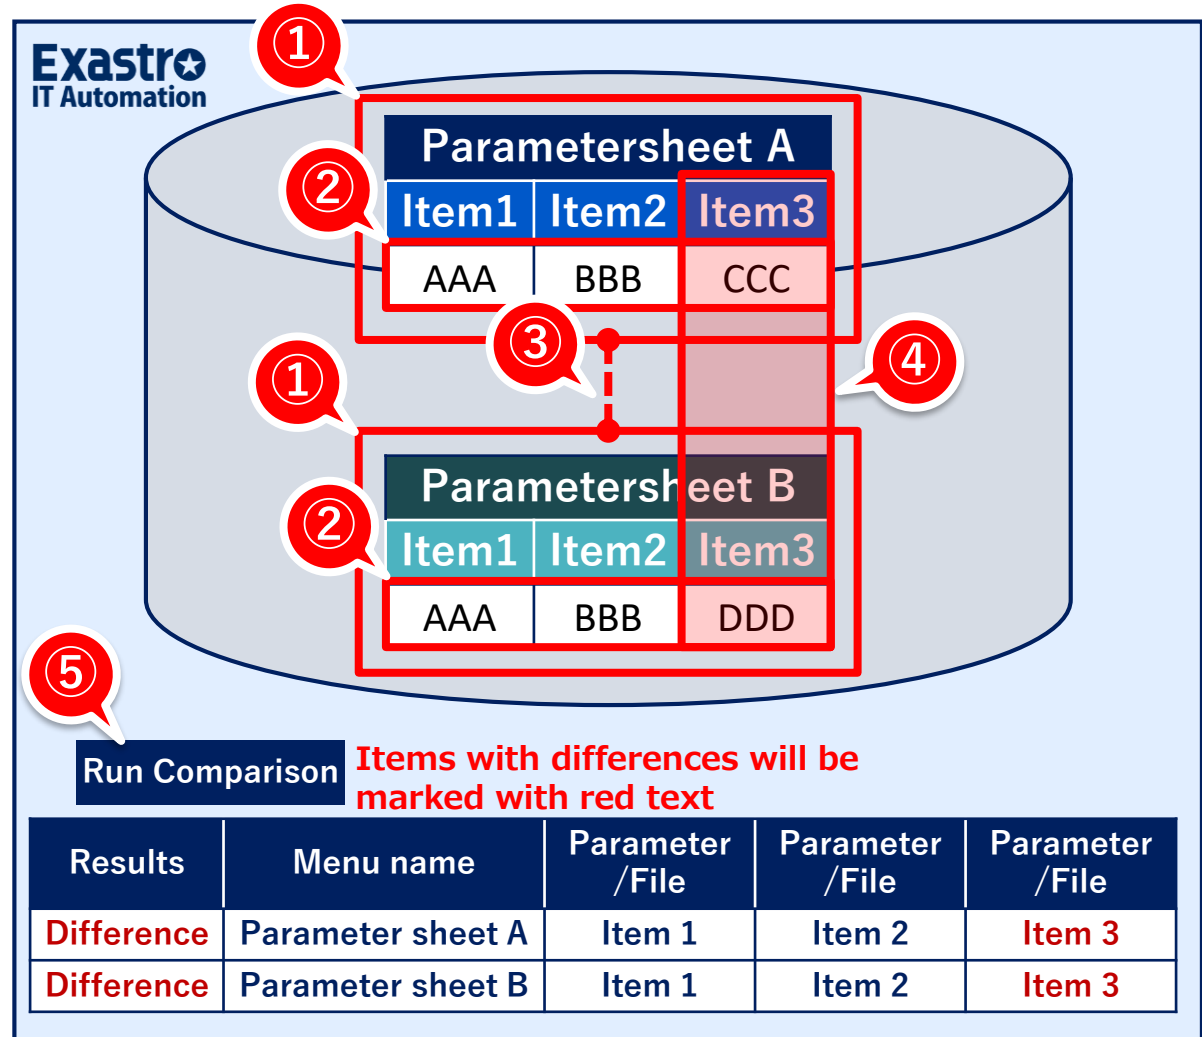 Exastro
IT Automation
①
Parametersheet A
②
Item1 Item2 Item3
AAA BBB CCC
③
④
①
Parametersheet B
②
Item1 Item2 Item3
AAA BBB DDD
⑤
Run Comparison
Items with differences will be
marked with red text
Results Menu name Parameter /File Parameter /File Parameter /File
Difference Parameter sheet A Item 1 Item 2 Item 3
Difference Parameter sheet B Item 1 Item 2 Item 3